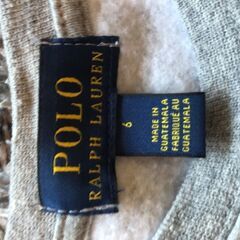 POLO
RALPH LAUREN
6
MADE IN
GUATEMALA
FABRIQUÉ AU
GUATEMALA